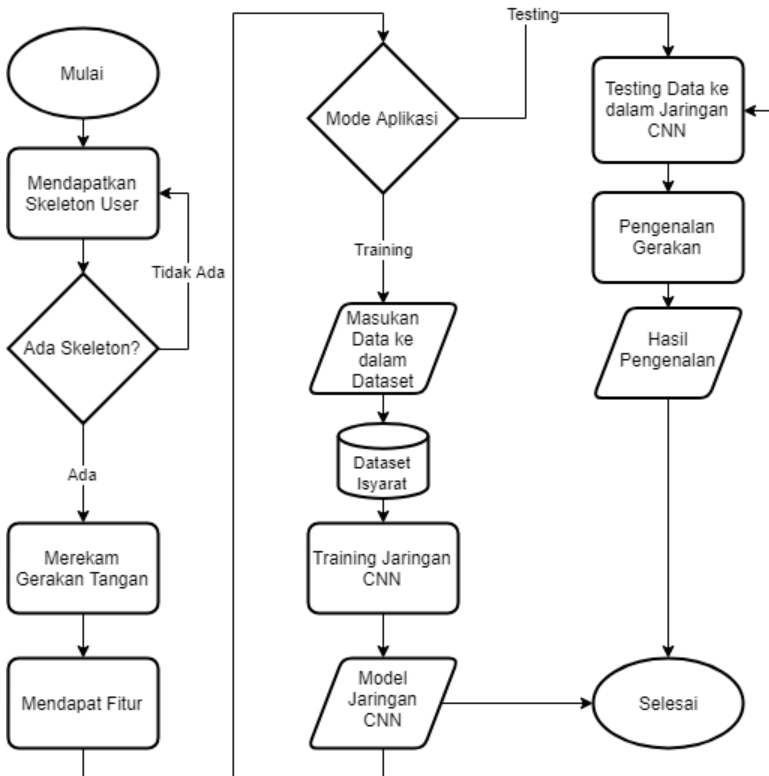 Mulai
Mendapatkan
Skeleton User
Tidak Ada
Ada Skeleton?
Ada
Merekam
Gerakan Tangan
Mendapat Fitur
Mode Aplikasi
Testing
Training
Masukan
Data ke
dalam
Dataset
Dataset
Isyarat
Training Jaringan
CNN
Model
Jaringan
CNN
Testing Data ke
dalam Jaringan
CNN
Pengenalan
Gerakan
Hasil
Pengenalan
Selesai